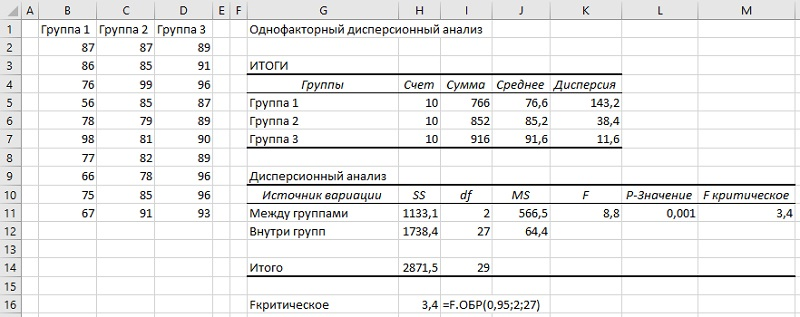 A B C D E F G H I J K L M
1 Группа 1 Группа 2 Группа 3 Однофакторный дисперсионный анализ
2 87 87 89
3 86 85 91 ИТОГИ
4 76 99 96 Группы Счет Сумма Среднее Дисперсия
5 56 85 87 Группа 1 10 766 76,6 143,2
6 78 79 89 Группа 2 10 852 85,2 38,4
7 98 81 90 Группа 3 10 916 91,6 11,6
8 77 82 89
9 66 78 96 Дисперсионный анализ
10 75 85 96 Источник вариации SS df MS F P-Значение F критическое
11 67 91 93 Между группами 1133,1 2 566,5 8,8 0,001 3,4
12 Внутри групп 1738,4 27 64,4
13
14 Итого 2871,5 29
15
16 Fкритическое 3,4 =F.ОБР(0,95;2;27)